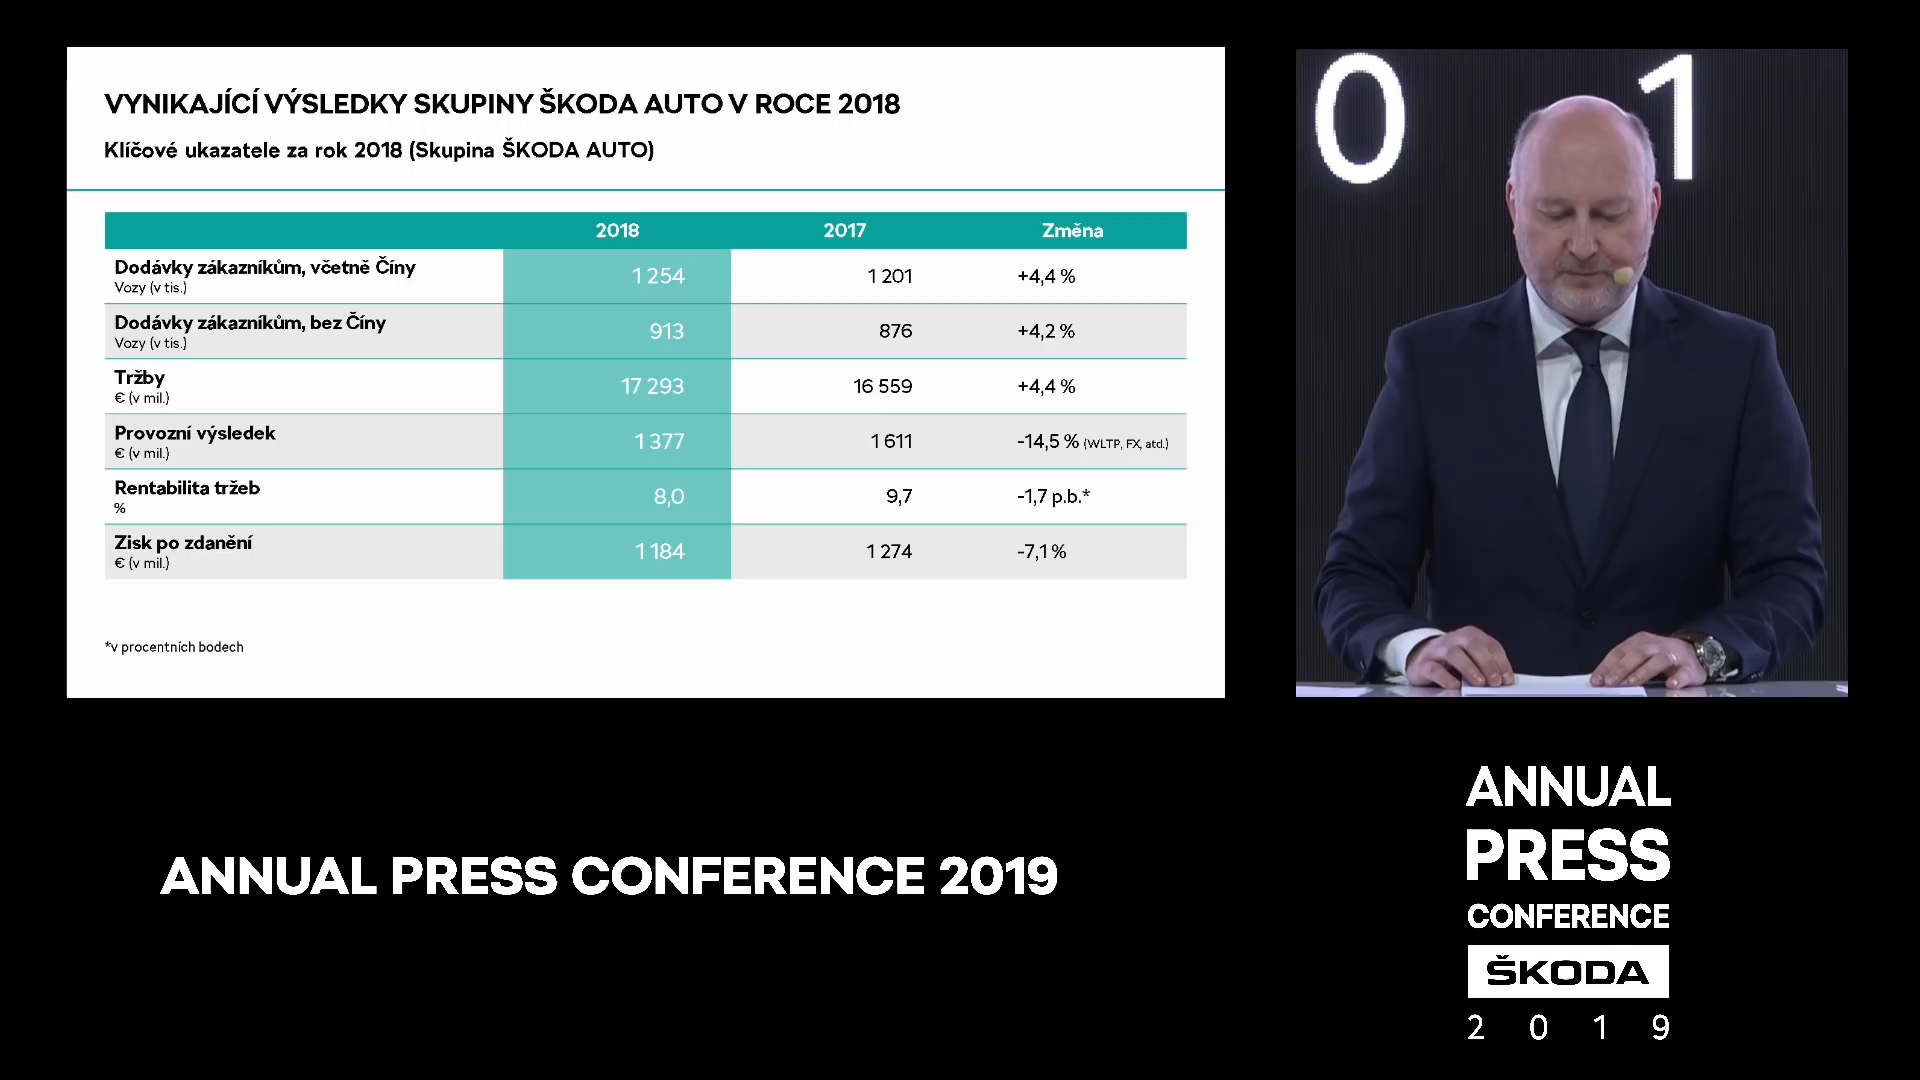 VYNIKAJÍCÍ VÝSLEDKY SKUPINY ŠKODA AUTO V ROCE 2018
Klíčové ukazatele za rok 2018 (Skupina ŠKODA AUTO)
2018 2017 Změna
Dodávky zákazníkům, včetně Číny
Vozy (v tis.)
1 254 1 201 +4,4 %
Dodávky zákazníkům, bez Číny
Vozy (v tis.)
913 876 +4,2 %
Tržby
€ (v mil.)
17 293 16 559 +4,4 %
Provozní výsledek
€ (v mil.)
1 377 1 611 -14,5 % (WLTP, FX, atd.)
Rentabilita tržeb
%
8,0 9,7 -1,7 p.b.*
Zisk po zdanění
€ (v mil.)
1 184 1 274 -7,1 %
*v procentních bodech
0 1
ANNUAL PRESS CONFERENCE 2019
ANNUAL
PRESS
CONFERENCE
ŠKODA
2 0 1 9